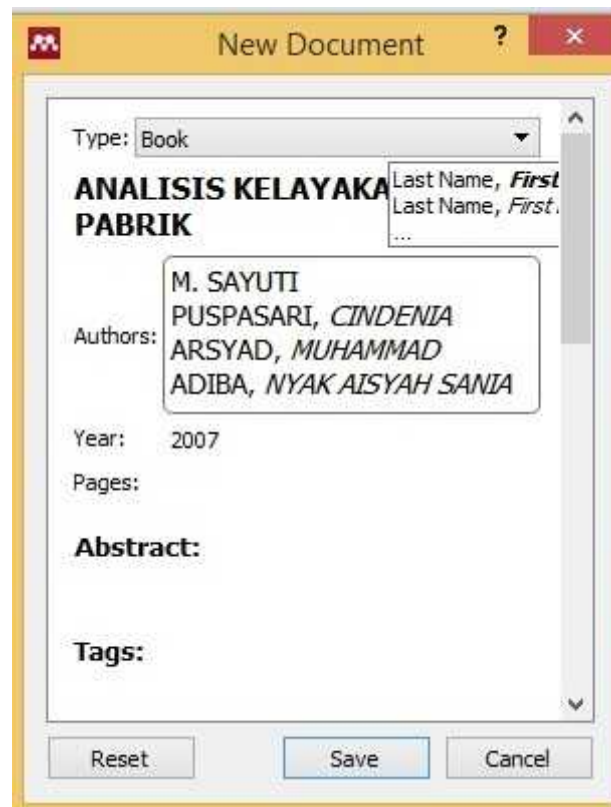 New Document
?
×
Type: Book
Last Name, First
Last Name, First
...
ANALISIS KELAYAKA
PABRIK
Authors:
M. SAYUTI
PUSPASARI, CINDENIA
ARSYAD, MUHAMMAD
ADIBA, NYAK AISYAH SANIA
Year: 2007
Pages:
Abstract:
Tags:
Reset Save Cancel